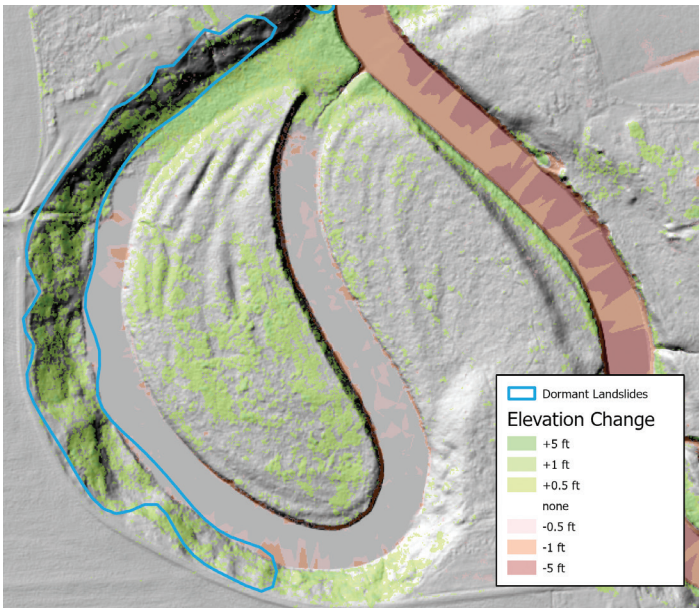 Dormant Landslides
Elevation Change
+5 ft
+1 ft
+0.5 ft
none
-0.5 ft
-1 ft
-5 ft